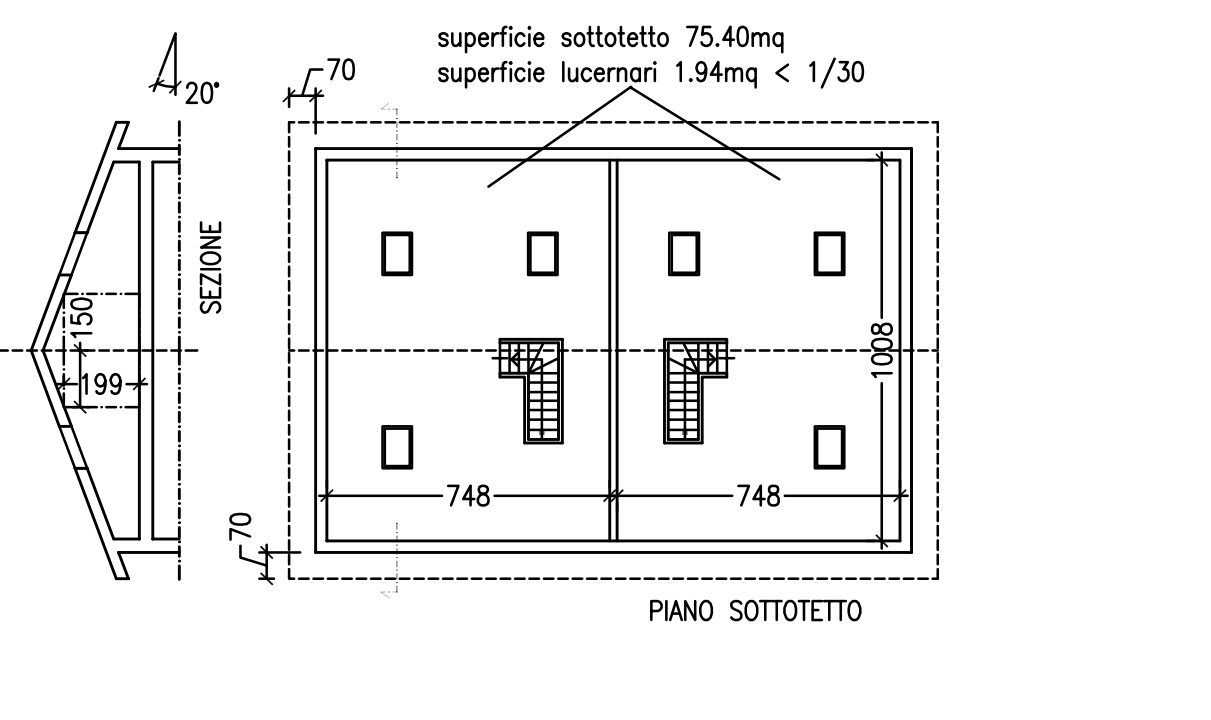 superficie sottotetto 75.40mq
superficie lucernari 1.94mq < 1/30
70
20°
SEZIONE
150
199
1008
748
748
70
PIANO SOTTOTETTO